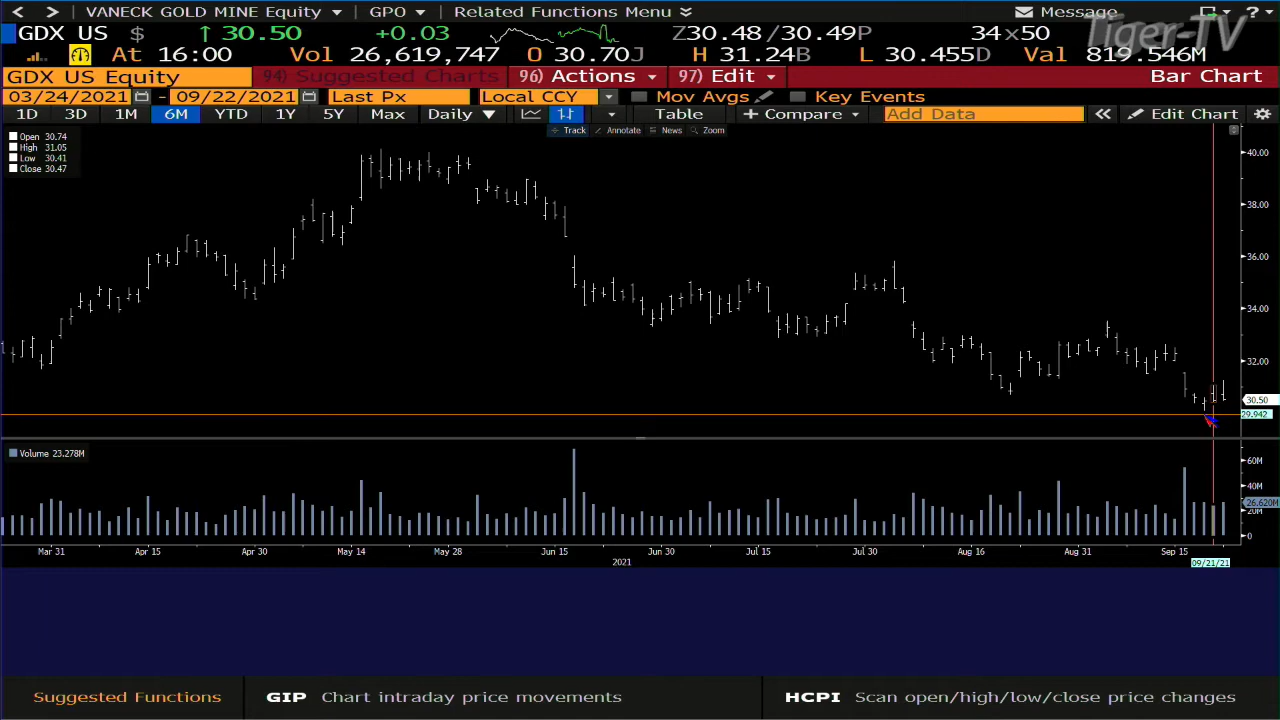 VANECK GOLD MINE Equity GPO Related Functions Menu Message ?
Tiger-TV
GDX US $ ↑ 30.50 +0.03 Z30.48/30.49P 34x50
At 16:00 Vol 26,619,747 O 30.70J H 31.24B L 30.455D Val 819.546M
GDX US Equity 94) Suggested Charts 96) Actions 97) Edit Bar Chart
03/24/2021 - 09/22/2021 Last Px Local CCY Mov Avgs Key Events
1D 3D 1M 6M YTD 1Y 5Y Max Daily Table + Compare Add Data Edit Chart
Track Annotate News Zoom
Open 30.74
High 31.05
Low 30.41
Close 30.47
40.00
36.00
34.00
32.00
30.50
29.942
Volume 23.278M
60M
40M
26.620M
20M
0
Mar 31 Apr 15 Apr 30 May 14 May 28 Jun 15 Jun 30 Jul 15 Jul 30 Aug 16 Aug 31 Sep 15
2021 09/21/21
Suggested Functions GIP Chart intraday price movements HCPI Scan open/high/low/close price changes